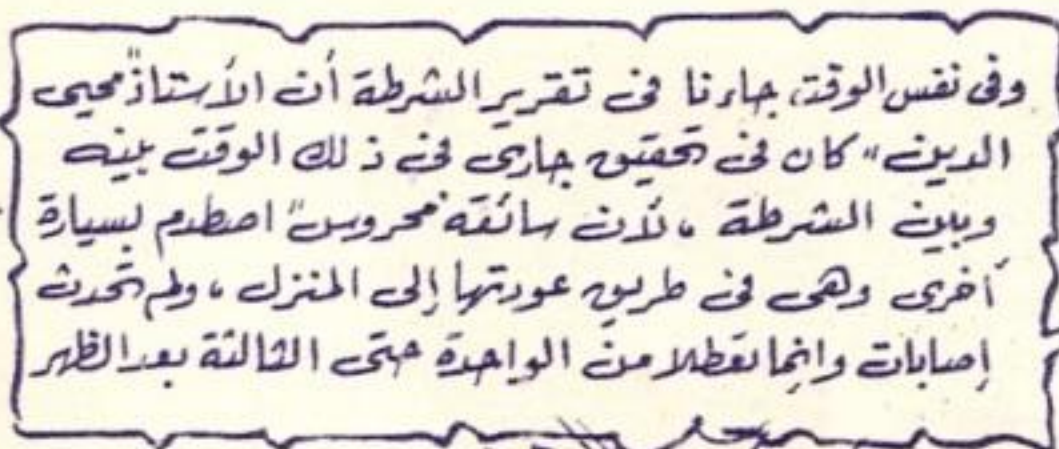 وفى نفس الوقت، جاءنا فى تقرير الشرطة أن الأستاذ "محيى
الدين" كان فى تحقيق جارى فى ذلك الوقت بينه
وبين الشرطة، لأن سائقه "محروس" اصطدم بسيارة
أخرى وهى فى طريق عودتها إلى المنزل، ولم تحدث
إصابات وإنما تعطلا من الواحدة حتى الثالثة بعد الظهر